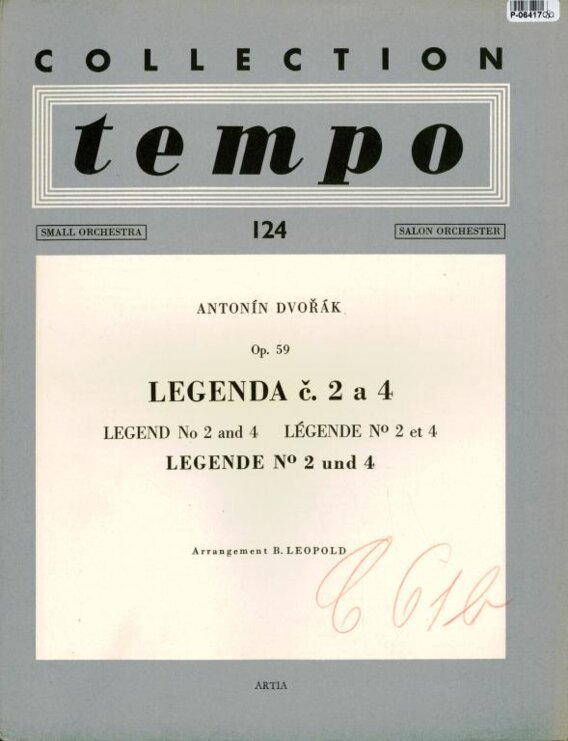 P-06417
COLLECTION
tempo
SMALL ORCHESTRA
124
SALON ORCHESTER
ANTONÍN DVOŘÁK
Op. 59
LEGENDA č. 2 a 4
LEGEND No 2 and 4 LÉGENDE Nº 2 et 4
LEGENDE Nº 2 und 4
Arrangement B. LEOPOLD
C 61b
ARTIA